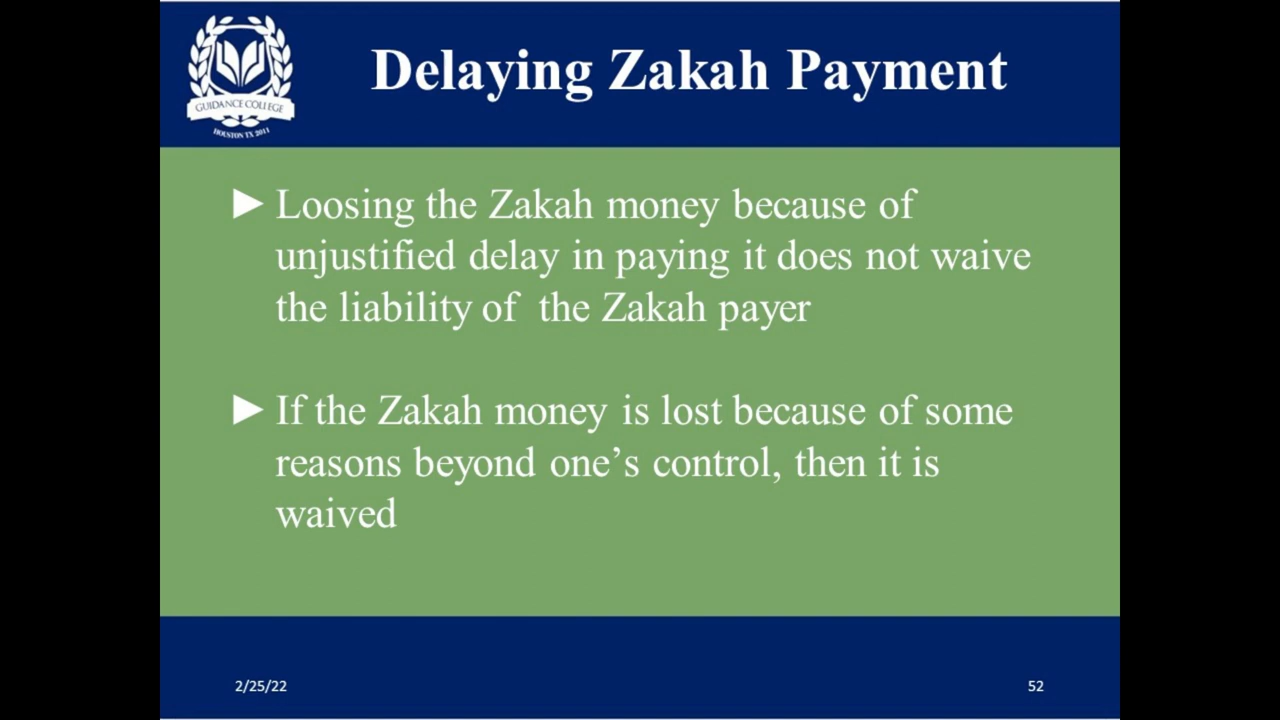 GUIDANCE COLLEGE
HOUSTON TX 2011
Delaying Zakah Payment
► Loosing the Zakah money because of
unjustified delay in paying it does not waive
the liability of  the Zakah payer
► If the Zakah money is lost because of some
reasons beyond one’s control, then it is
waived
2/25/22
52